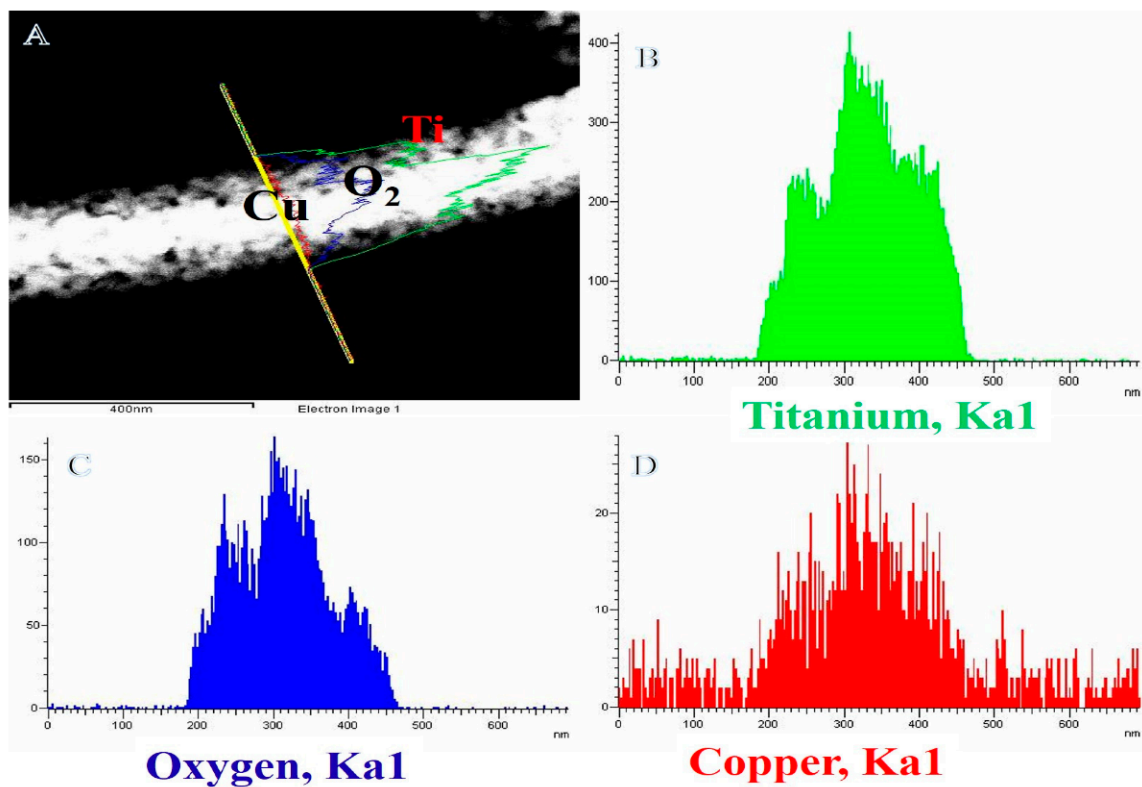 A
Ti
Cu
O₂
400nm
Electron Image 1
B
400
300
200
100
0
0 100 200 300 400 500 600
nm
Titanium, Ka1
C
150
100
50
0
0 100 200 300 400 500 600
nm
Oxygen, Ka1
D
20
10
0
0 100 200 300 400 500 600
nm
Copper, Ka1